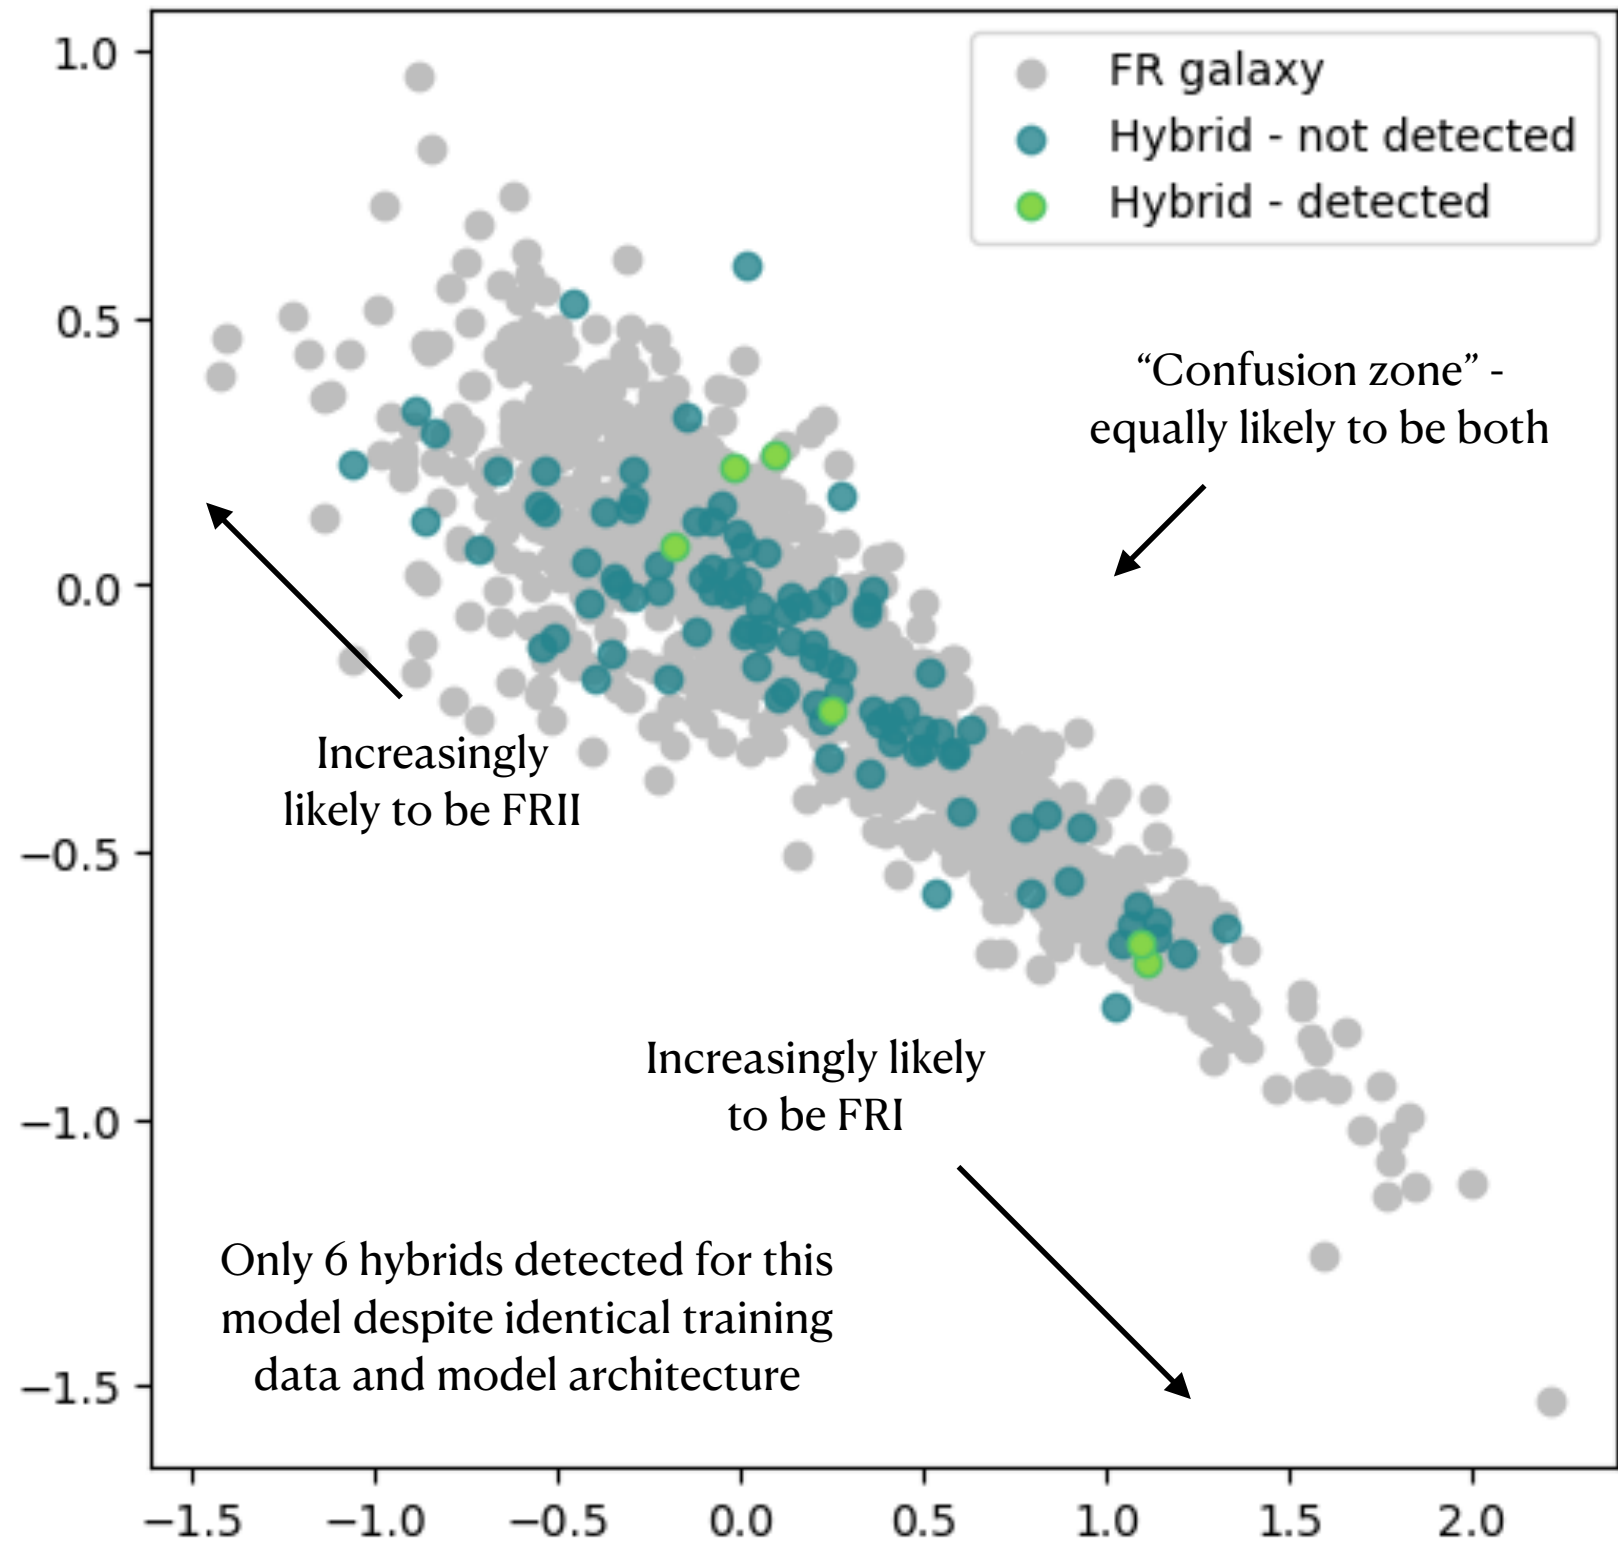 1.0
0.5
0.0
−0.5
−1.0
−1.5
FR galaxy
Hybrid - not detected
Hybrid - detected
“Confusion zone” -
equally likely to be both
Increasingly
likely to be FRII
Increasingly likely
to be FRI
Only 6 hybrids detected for this
model despite identical training
data and model architecture
−1.5 −1.0 −0.5 0.0 0.5 1.0 1.5 2.0